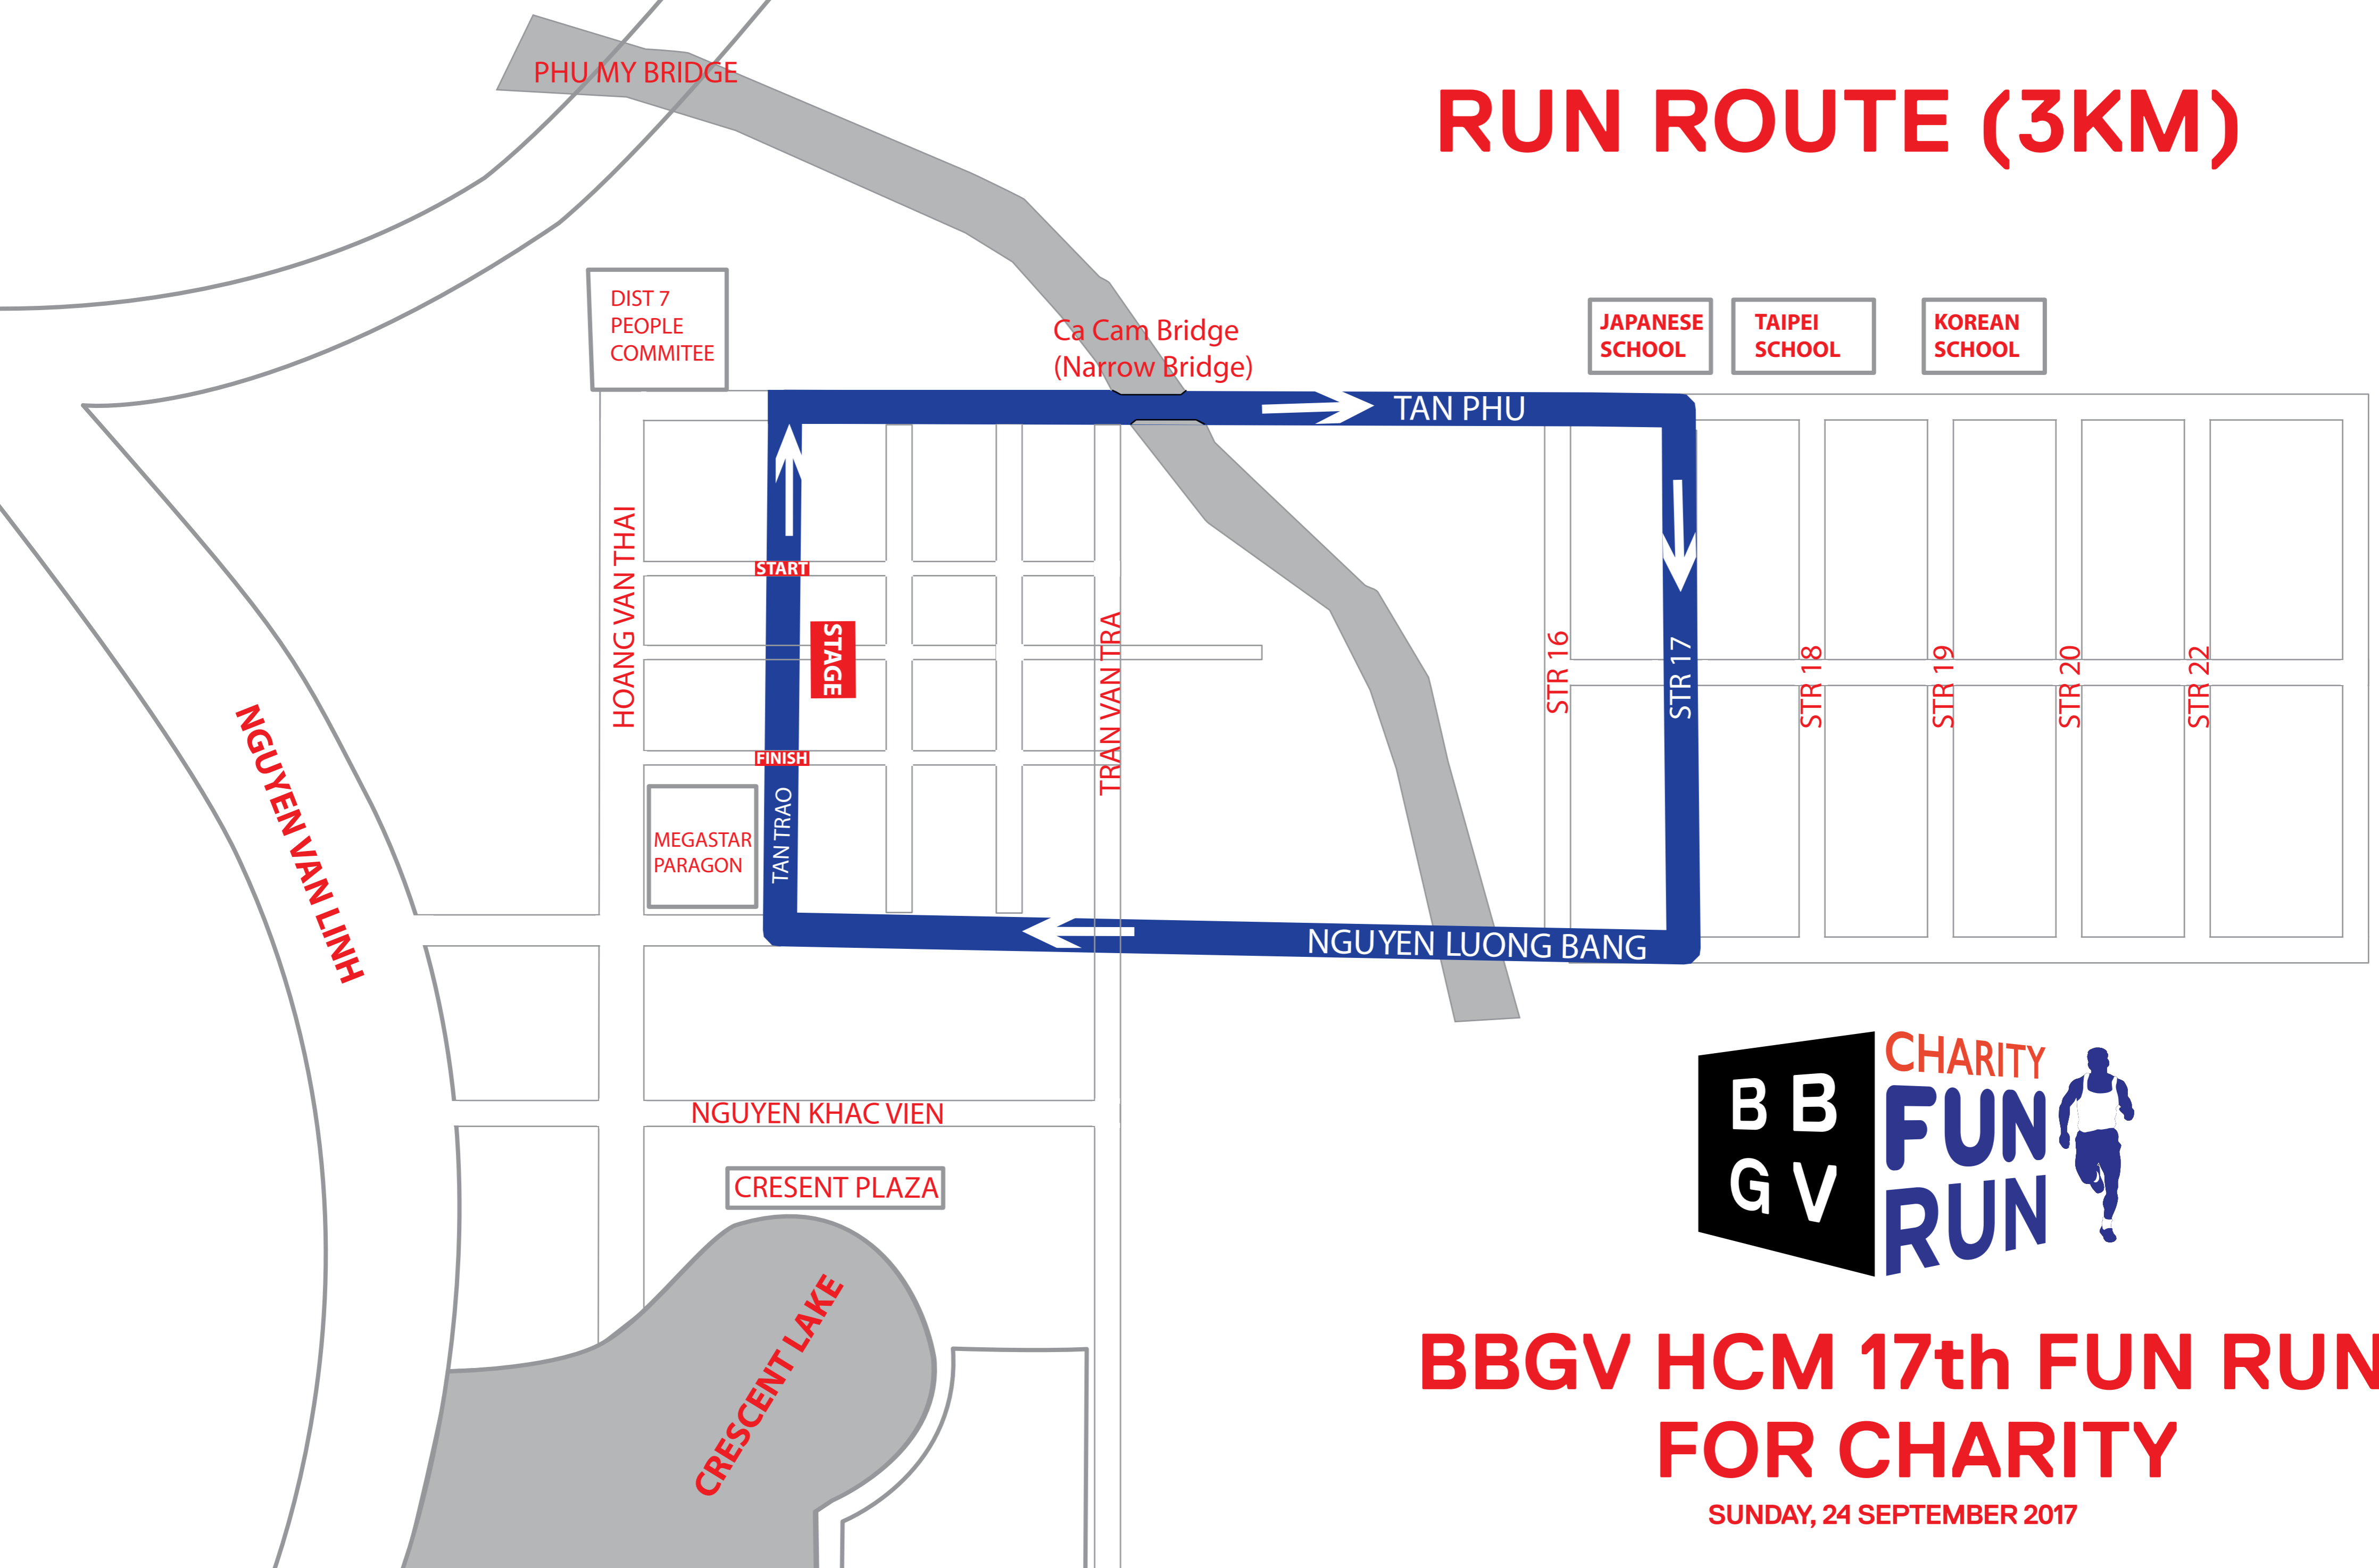 PHU MY BRIDGE
RUN ROUTE (3KM)
DIST 7
PEOPLE
COMMITEE
Ca Cam Bridge
(Narrow Bridge)
JAPANESE
SCHOOL
TAIPEI
SCHOOL
KOREAN
SCHOOL
TAN PHU
HOANG VAN THAI
START
STAGE
FINISH
TAN TRAO
TRAN VAN TRA
STR 16
STR 17
STR 18
STR 19
STR 20
STR 22
NGUYEN VAN LINH
MEGASTAR
PARAGON
NGUYEN LUONG BANG
NGUYEN KHAC VIEN
CRESENT PLAZA
CRESCENT LAKE
B B
G V
CHARITY
FUN
RUN
BBGV HCM 17th FUN RUN
FOR CHARITY
SUNDAY, 24 SEPTEMBER 2017